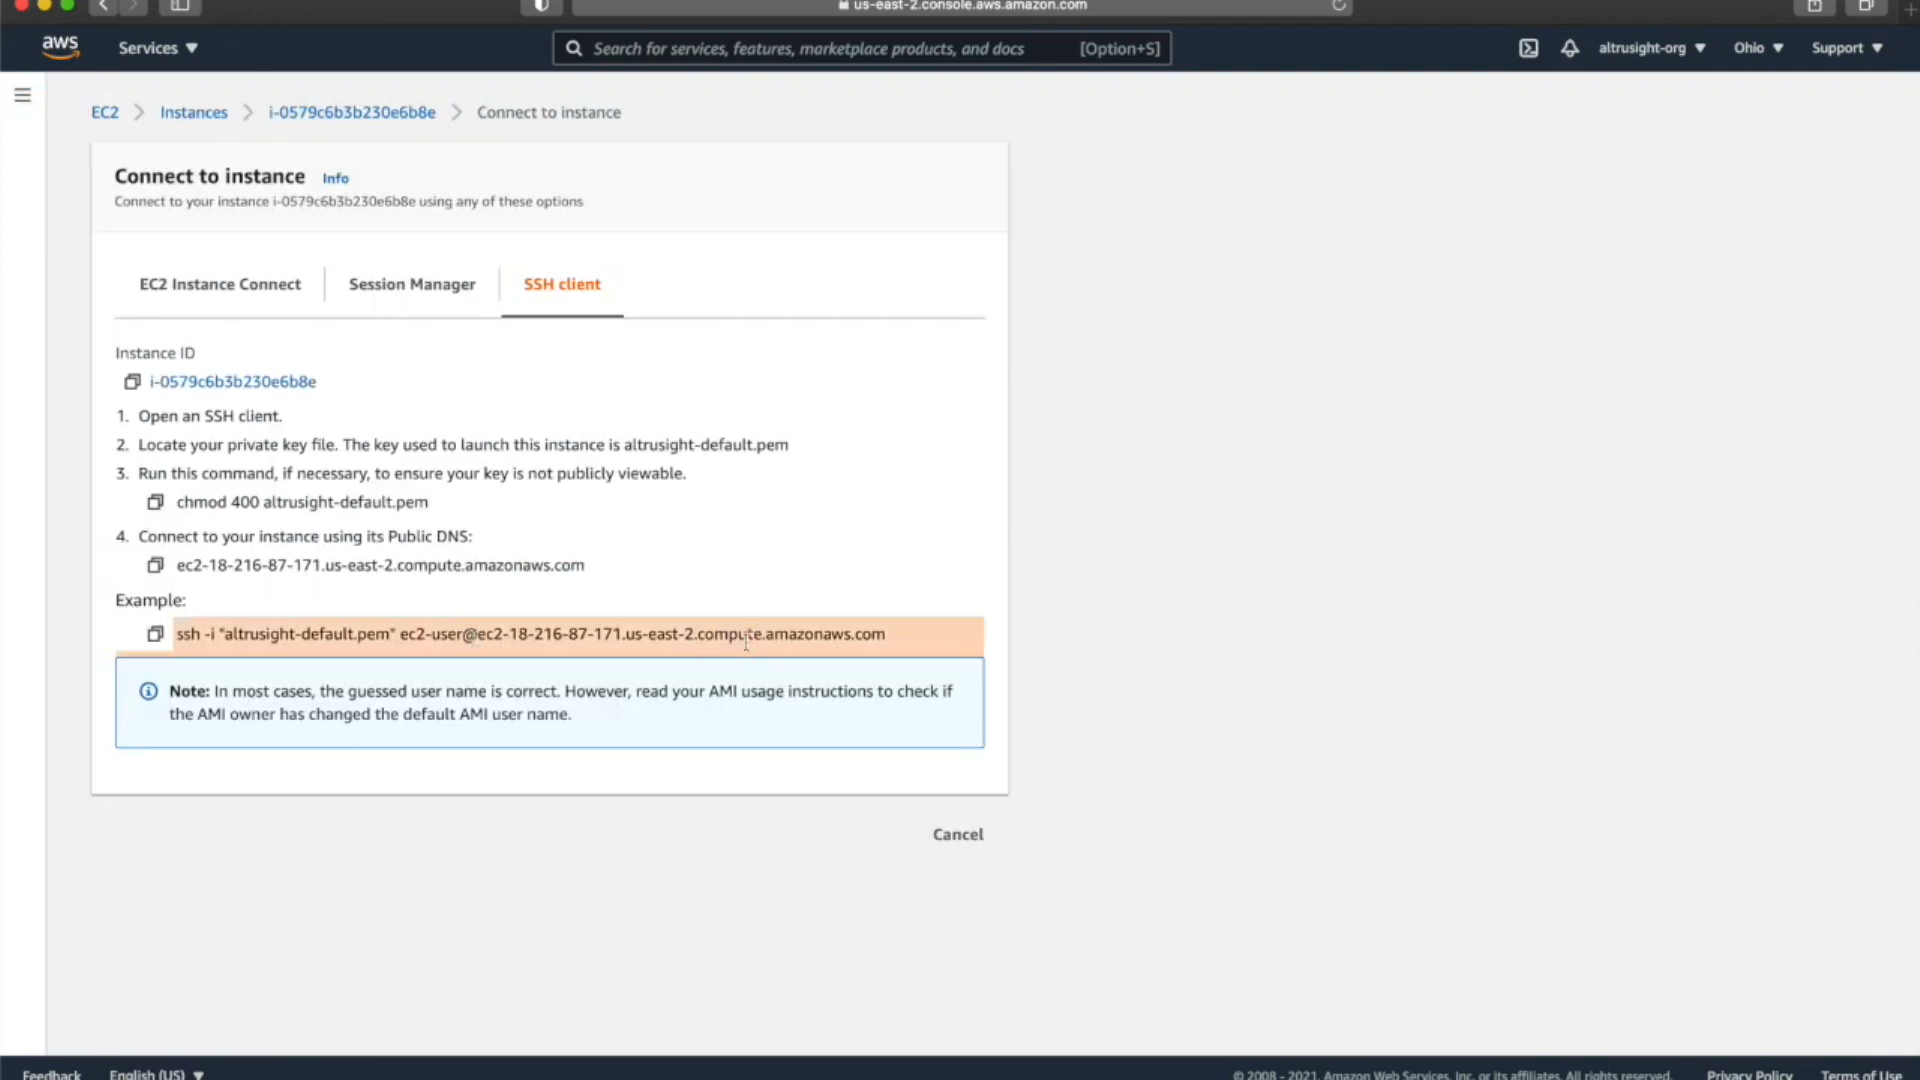 us-east-2.console.aws.amazon.com
aws
Services
Search for services, features, marketplace products, and docs
[Option+S]
altrusight-org
Ohio
Support
EC2
Instances
i-0579c6b3b230e6b8e
Connect to instance
Connect to instance
Info
Connect to your instance i-0579c6b3b230e6b8e using any of these options
EC2 Instance Connect
Session Manager
SSH client
Instance ID
i-0579c6b3b230e6b8e
1. Open an SSH client.
2. Locate your private key file. The key used to launch this instance is altrusight-default.pem
3. Run this command, if necessary, to ensure your key is not publicly viewable.
chmod 400 altrusight-default.pem
4. Connect to your instance using its Public DNS:
ec2-18-216-87-171.us-east-2.compute.amazonaws.com
Example:
ssh -i "altrusight-default.pem" ec2-user@ec2-18-216-87-171.us-east-2.compute.amazonaws.com
Note: In most cases, the guessed user name is correct. However, read your AMI usage instructions to check if
the AMI owner has changed the default AMI user name.
Cancel
Feedback
English (US)
© 2008 - 2021, Amazon Web Services, Inc. or its affiliates. All rights reserved.
Privacy Policy
Terms of Use